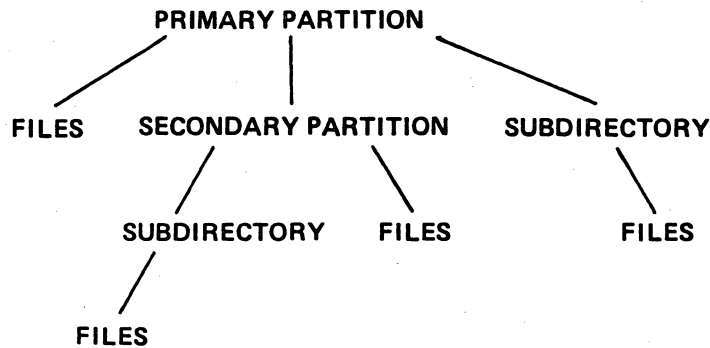 PRIMARY PARTITION
FILES SECONDARY PARTITION SUBDIRECTORY
SUBDIRECTORY FILES FILES
FILES